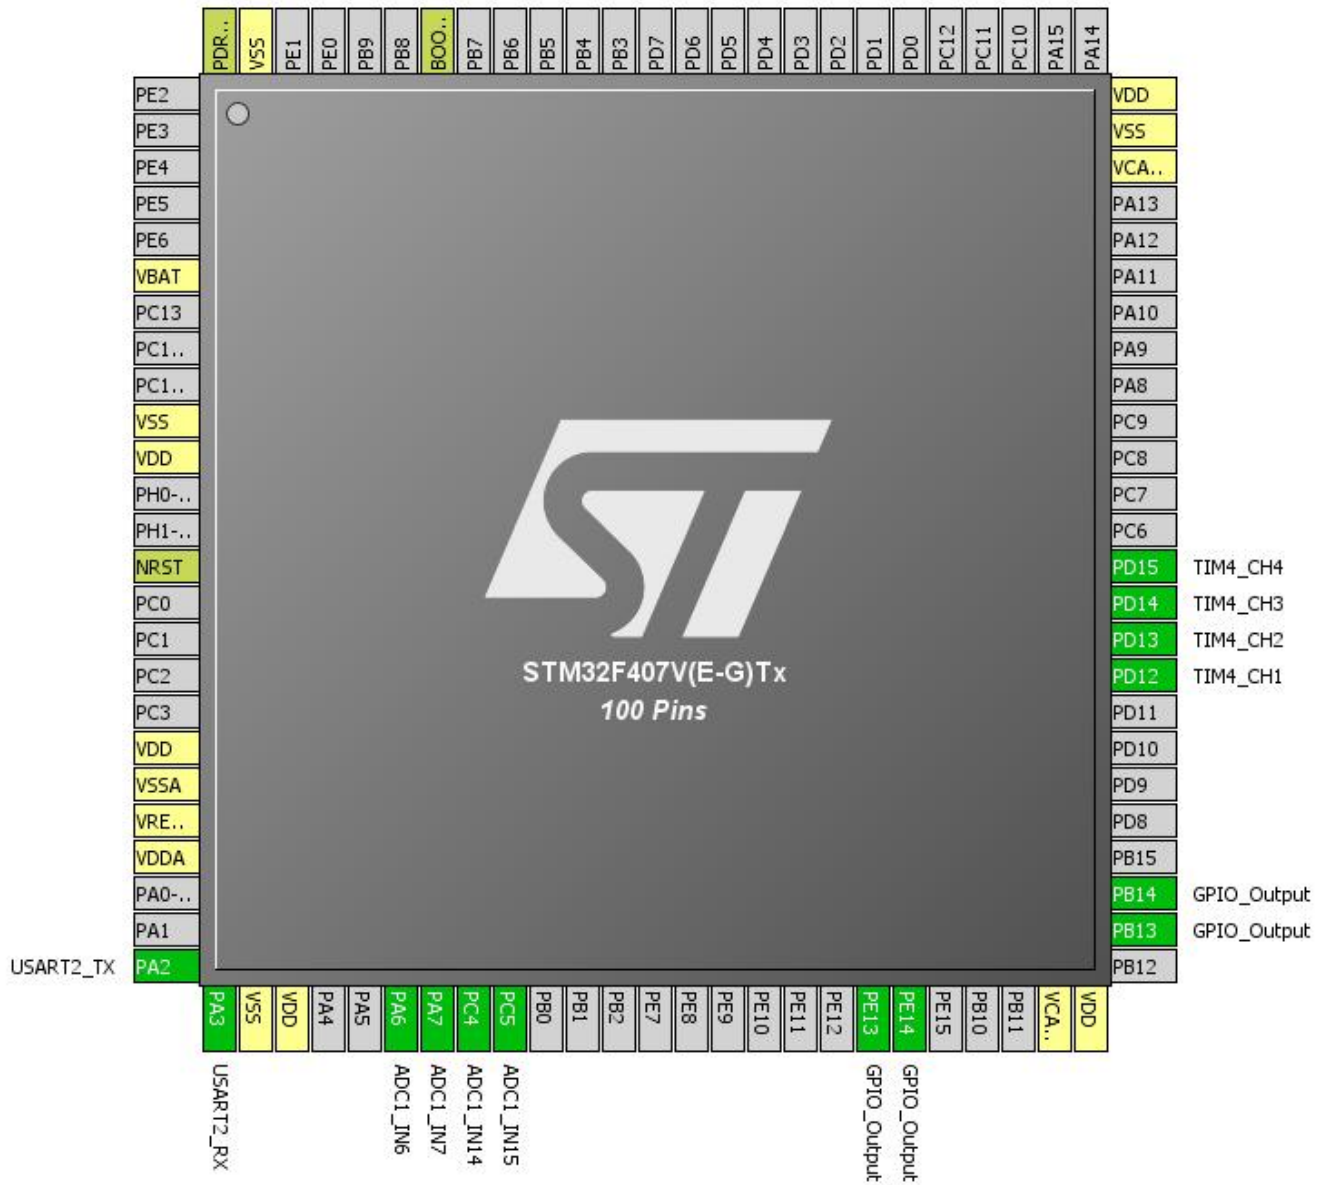 PDR..
VSS
PE1
PE0
PB9
PB8
BOO..
PB7
PB6
PB5
PB4
PB3
PD7
PD6
PD5
PD4
PD3
PD2
PD1
PD0
PC12
PC11
PC10
PA15
PA14
PE2
PE3
PE4
PE5
PE6
VBAT
PC13
PC1..
PC1..
VSS
VDD
PH0-..
PH1-..
NRST
PC0
PC1
PC2
PC3
VDD
VSSA
VRE..
VDDA
PA0-..
PA1
USART2_TX PA2
ST
STM32F407V(E-G)Tx
100 Pins
VDD
VSS
VCA..
PA13
PA12
PA11
PA10
PA9
PA8
PC9
PC8
PC7
PC6
PD15 TIM4_CH4
PD14 TIM4_CH3
PD13 TIM4_CH2
PD12 TIM4_CH1
PD11
PD10
PD9
PD8
PB15
PB14 GPIO_Output
PB13 GPIO_Output
PB12
PA3 USART2_RX
VSS
VDD
PA4
PA5
PA6 ADC1_IN6
PA7 ADC1_IN7
PC4 ADC1_IN14
PC5 ADC1_IN15
PB0
PB1
PB2
PE7
PE8
PE9
PE10
PE11
PE12
PE13 GPIO_Output
PE14 GPIO_Output
PE15
PB10
PB11
VCA..
VDD